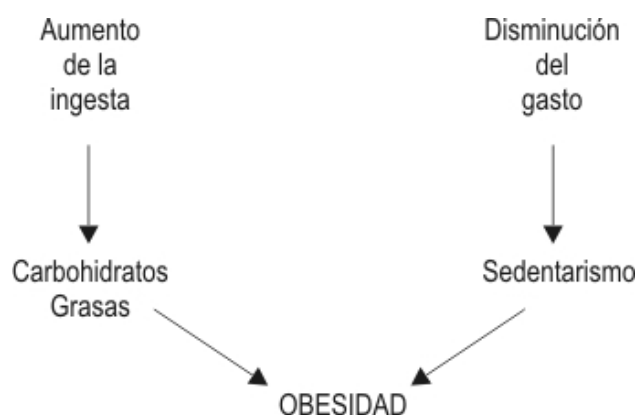 Aumento
de la
ingesta
Disminución
del
gasto
Carbohidratos
Grasas
Sedentarismo
OBESIDAD